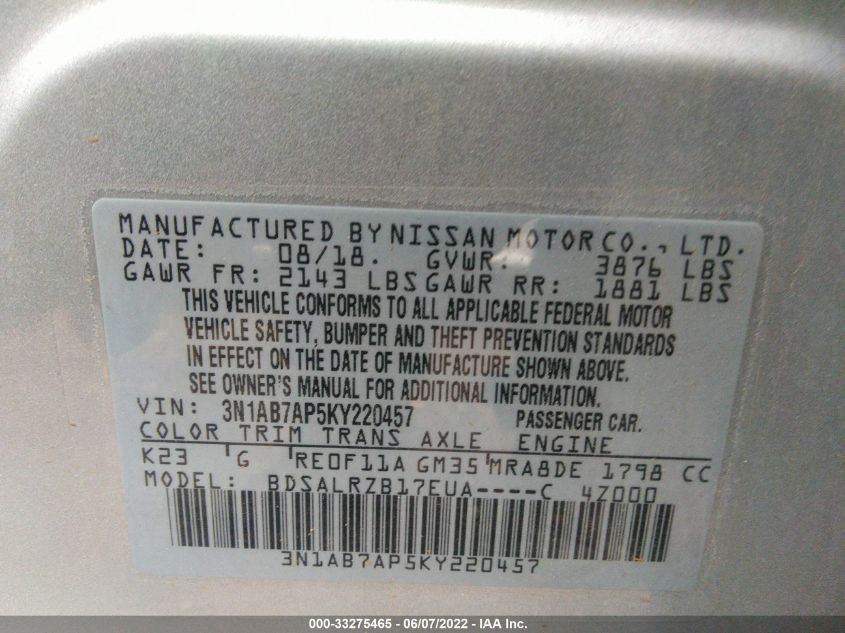 MANUFACTURED BY NISSAN MOTOR CO., LTD.
DATE: 08/18. GVWR: 3876 LBS
GAWR FR: 2143 LBS GAWR RR: 1881 LBS
THIS VEHICLE CONFORMS TO ALL APPLICABLE FEDERAL MOTOR
VEHICLE SAFETY, BUMPER AND THEFT PREVENTION STANDARDS
IN EFFECT ON THE DATE OF MANUFACTURE SHOWN ABOVE.
SEE OWNER'S MANUAL FOR ADDITIONAL INFORMATION.
VIN: 3N1AB7AP5KY220457 PASSENGER CAR.
COLOR TRIM TRANS AXLE ENGINE
K23 G RE0F11A GM35 MRA8DE 1798 CC
MODEL: BDSALRZB17EUA----C 4Z000
3N1AB7AP5KY220457
000-33275465 - 06/07/2022 - IAA Inc.